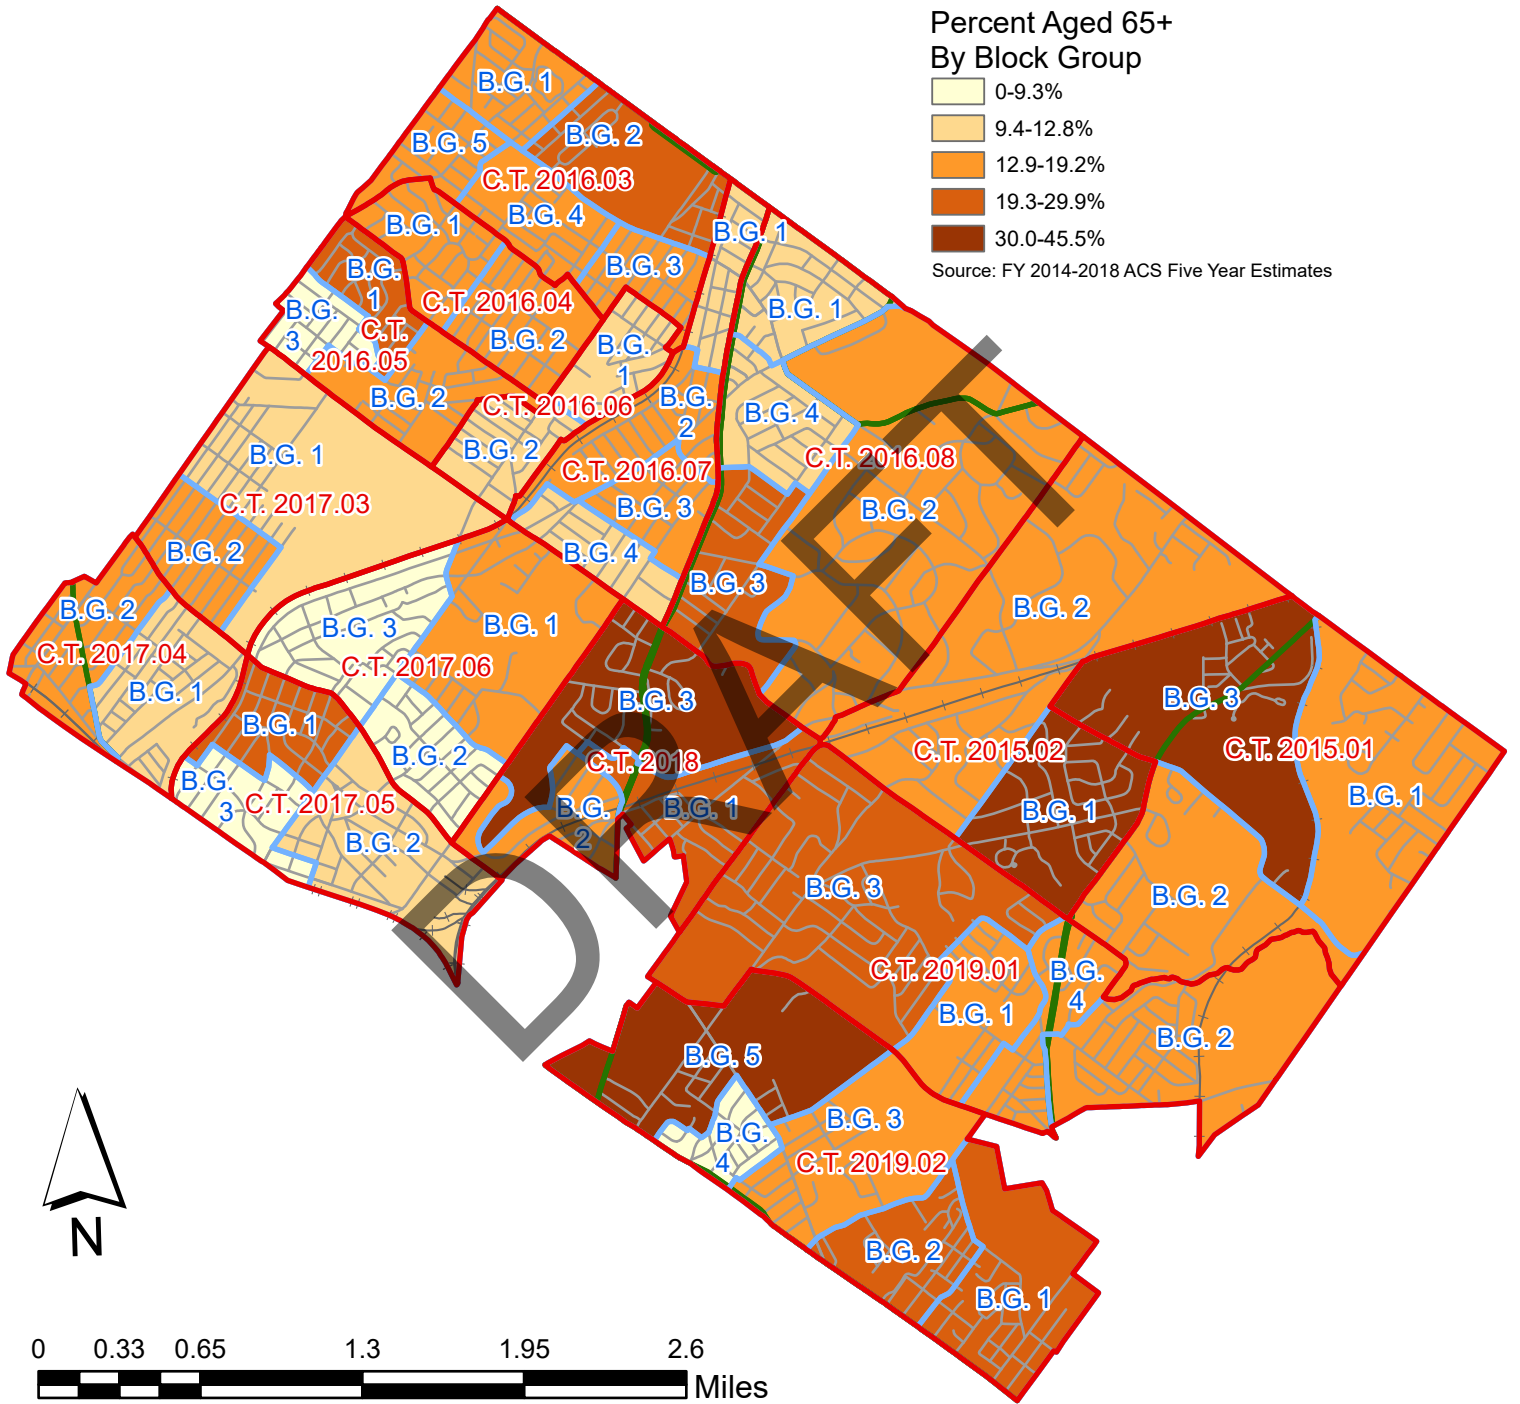 Percent Aged 65+
By Block Group
0-9.3%
9.4-12.8%
12.9-19.2%
19.3-29.9%
30.0-45.5%
Source: FY 2014-2018 ACS Five Year Estimates
B.G. 1
B.G. 2
B.G. 5
C.T. 2016.03
B.G. 4
B.G. 1
B.G. 1
B.G. 3
B.G.
1
C.T. 2016.04
B.G. 1
B.G.
3
C.T.
2016.05
B.G. 2
B.G.
1
B.G. 2
C.T. 2016.06
B.G.
2
B.G. 4
B.G. 2
B.G. 1
C.T. 2016.07
C.T. 2016.08
C.T. 2017.03
B.G. 3
B.G. 2
B.G. 2
B.G. 4
B.G. 3
B.G. 2
B.G. 2
B.G. 3
B.G. 1
C.T. 2017.04
C.T. 2017.06
B.G. 1
B.G. 3
B.G. 3
B.G. 1
B.G. 2
C.T. 2018
C.T. 2015.02
C.T. 2015.01
B.G.
3
C.T. 2017.05
B.G.
2
B.G. 1
B.G. 1
B.G. 1
B.G. 2
B.G. 3
B.G. 2
C.T. 2019.01
B.G.
4
B.G. 1
B.G. 2
B.G. 5
B.G. 3
B.G.
4
C.T. 2019.02
B.G. 2
B.G. 1
DRAFT
N
0 0.33 0.65 1.3 1.95 2.6
Miles